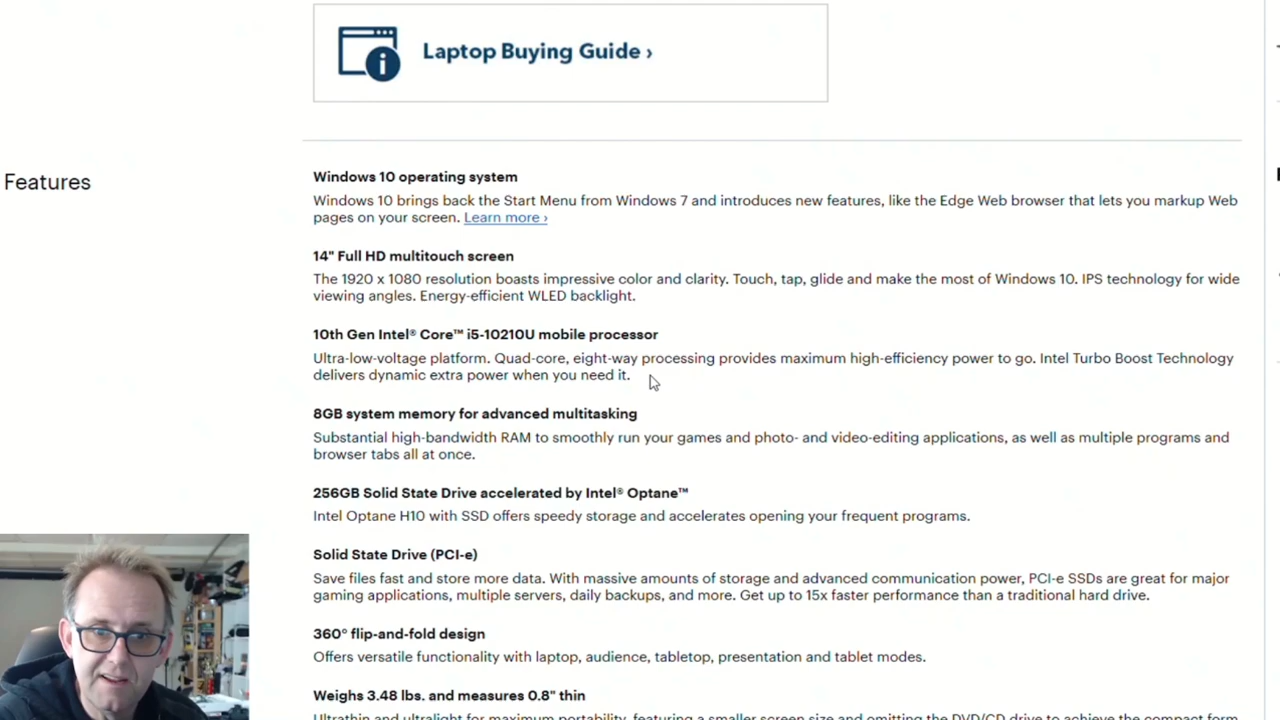 Laptop Buying Guide ›
Features
Windows 10 operating system
Windows 10 brings back the Start Menu from Windows 7 and introduces new features, like the Edge Web browser that lets you markup Web
pages on your screen. Learn more ›
14" Full HD multitouch screen
The 1920 x 1080 resolution boasts impressive color and clarity. Touch, tap, glide and make the most of Windows 10. IPS technology for wide
viewing angles. Energy-efficient WLED backlight.
10th Gen Intel® Core™ i5-10210U mobile processor
Ultra-low-voltage platform. Quad-core, eight-way processing provides maximum high-efficiency power to go. Intel Turbo Boost Technology
delivers dynamic extra power when you need it.
8GB system memory for advanced multitasking
Substantial high-bandwidth RAM to smoothly run your games and photo- and video-editing applications, as well as multiple programs and
browser tabs all at once.
256GB Solid State Drive accelerated by Intel® Optane™
Intel Optane H10 with SSD offers speedy storage and accelerates opening your frequent programs.
Solid State Drive (PCI-e)
Save files fast and store more data. With massive amounts of storage and advanced communication power, PCI-e SSDs are great for major
gaming applications, multiple servers, daily backups, and more. Get up to 15x faster performance than a traditional hard drive.
360° flip-and-fold design
Offers versatile functionality with laptop, audience, tabletop, presentation and tablet modes.
Weighs 3.48 lbs. and measures 0.8" thin
Ultrathin and ultralight for maximum portability, featuring a smaller screen size and omitting the DVD/CD drive to achieve the compact form